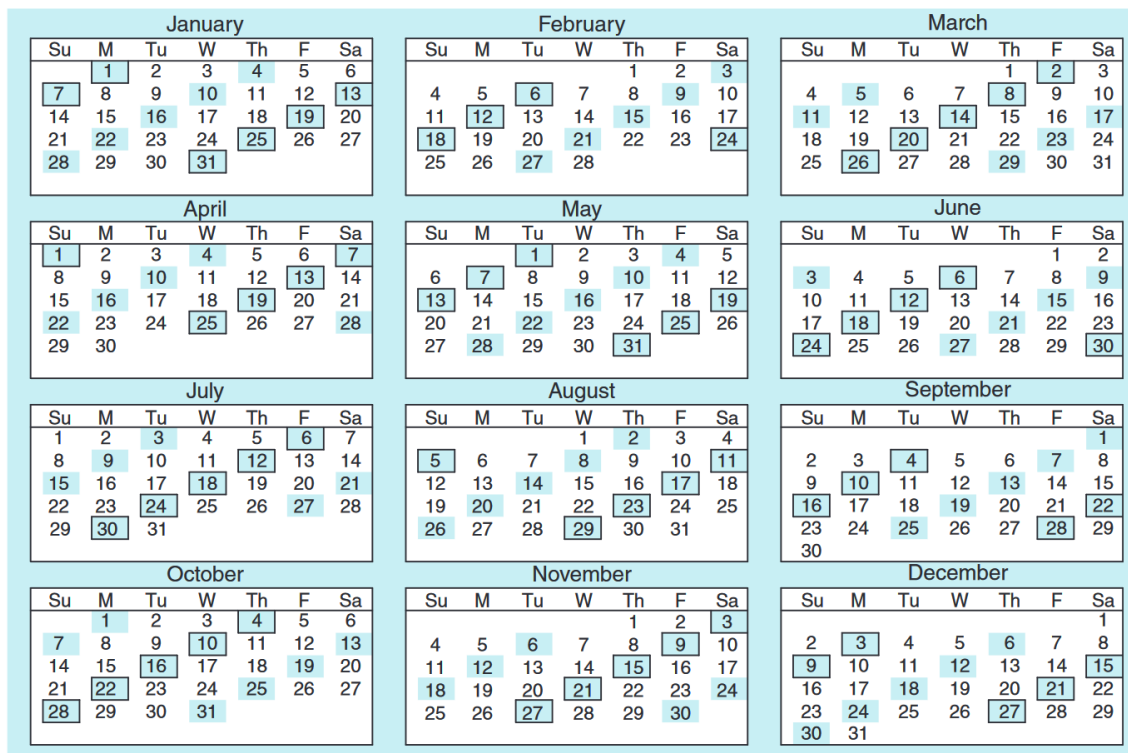 January February March
Su M Tu W Th F Sa Su M Tu W Th F Sa Su M Tu W Th F Sa
1 2 3 4 5 6 1 2 3 1 2 3
7 8 9 10 11 12 13 4 5 6 7 8 9 10 4 5 6 7 8 9 10
14 15 16 17 18 19 20 11 12 13 14 15 16 17 11 12 13 14 15 16 17
21 22 23 24 25 26 27 18 19 20 21 22 23 24 18 19 20 21 22 23 24
28 29 30 31 25 26 27 28 25 26 27 28 29 30 31
April May June
Su M Tu W Th F Sa Su M Tu W Th F Sa Su M Tu W Th F Sa
1 2 3 4 5 6 7 1 2 3 4 5 1 2
8 9 10 11 12 13 14 6 7 8 9 10 11 12 3 4 5 6 7 8 9
15 16 17 18 19 20 21 13 14 15 16 17 18 19 10 11 12 13 14 15 16
22 23 24 25 26 27 28 20 21 22 23 24 25 26 17 18 19 20 21 22 23
29 30 27 28 29 30 31 24 25 26 27 28 29 30
July August September
Su M Tu W Th F Sa Su M Tu W Th F Sa Su M Tu W Th F Sa
1 2 3 4 5 6 7 1 2 3 4 1
8 9 10 11 12 13 14 5 6 7 8 9 10 11 2 3 4 5 6 7 8
15 16 17 18 19 20 21 12 13 14 15 16 17 18 9 10 11 12 13 14 15
22 23 24 25 26 27 28 19 20 21 22 23 24 25 16 17 18 19 20 21 22
29 30 31 26 27 28 29 30 31 23 24 25 26 27 28 29
30
October November December
Su M Tu W Th F Sa Su M Tu W Th F Sa Su M Tu W Th F Sa
1 2 3 4 5 6 1 2 3 1
7 8 9 10 11 12 13 4 5 6 7 8 9 10 2 3 4 5 6 7 8
14 15 16 17 18 19 20 11 12 13 14 15 16 17 9 10 11 12 13 14 15
21 22 23 24 25 26 27 18 19 20 21 22 23 24 16 17 18 19 20 21 22
28 29 30 31 25 26 27 28 29 30 23 24 25 26 27 28 29
30 31